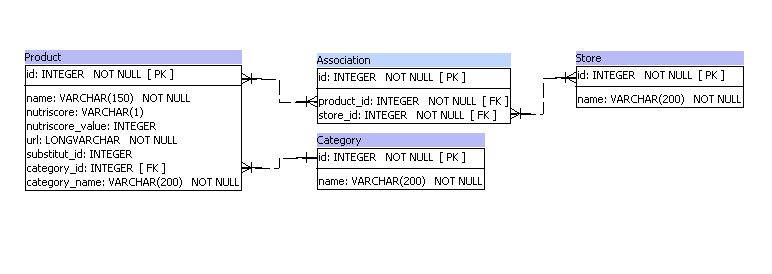 Product
id: INTEGER NOT NULL [ PK ]
name: VARCHAR(150) NOT NULL
nutriscore: VARCHAR(1)
nutriscore_value: INTEGER
url: LONGVARCHAR NOT NULL
substitut_id: INTEGER
category_id: INTEGER [ FK ]
category_name: VARCHAR(200) NOT NULL
Association
id: INTEGER NOT NULL [ PK ]
product_id: INTEGER NOT NULL [ FK ]
store_id: INTEGER NOT NULL [ FK ]
Category
id: INTEGER NOT NULL [ PK ]
name: VARCHAR(200) NOT NULL
Store
id: INTEGER NOT NULL [ PK ]
name: VARCHAR(200) NOT NULL